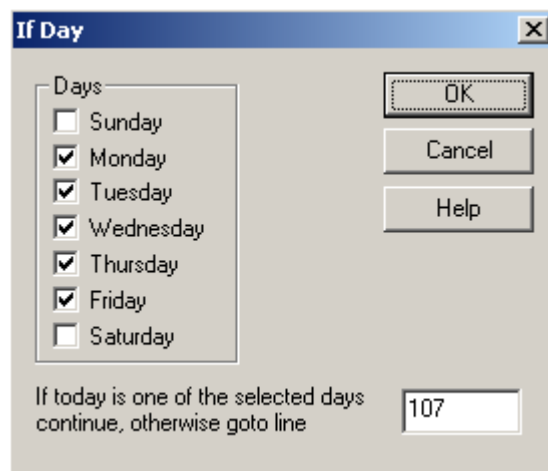 If Day
Days
Sunday
Monday
Tuesday
Wednesday
Thursday
Friday
Saturday
OK
Cancel
Help
If today is one of the selected days
continue, otherwise goto line
107